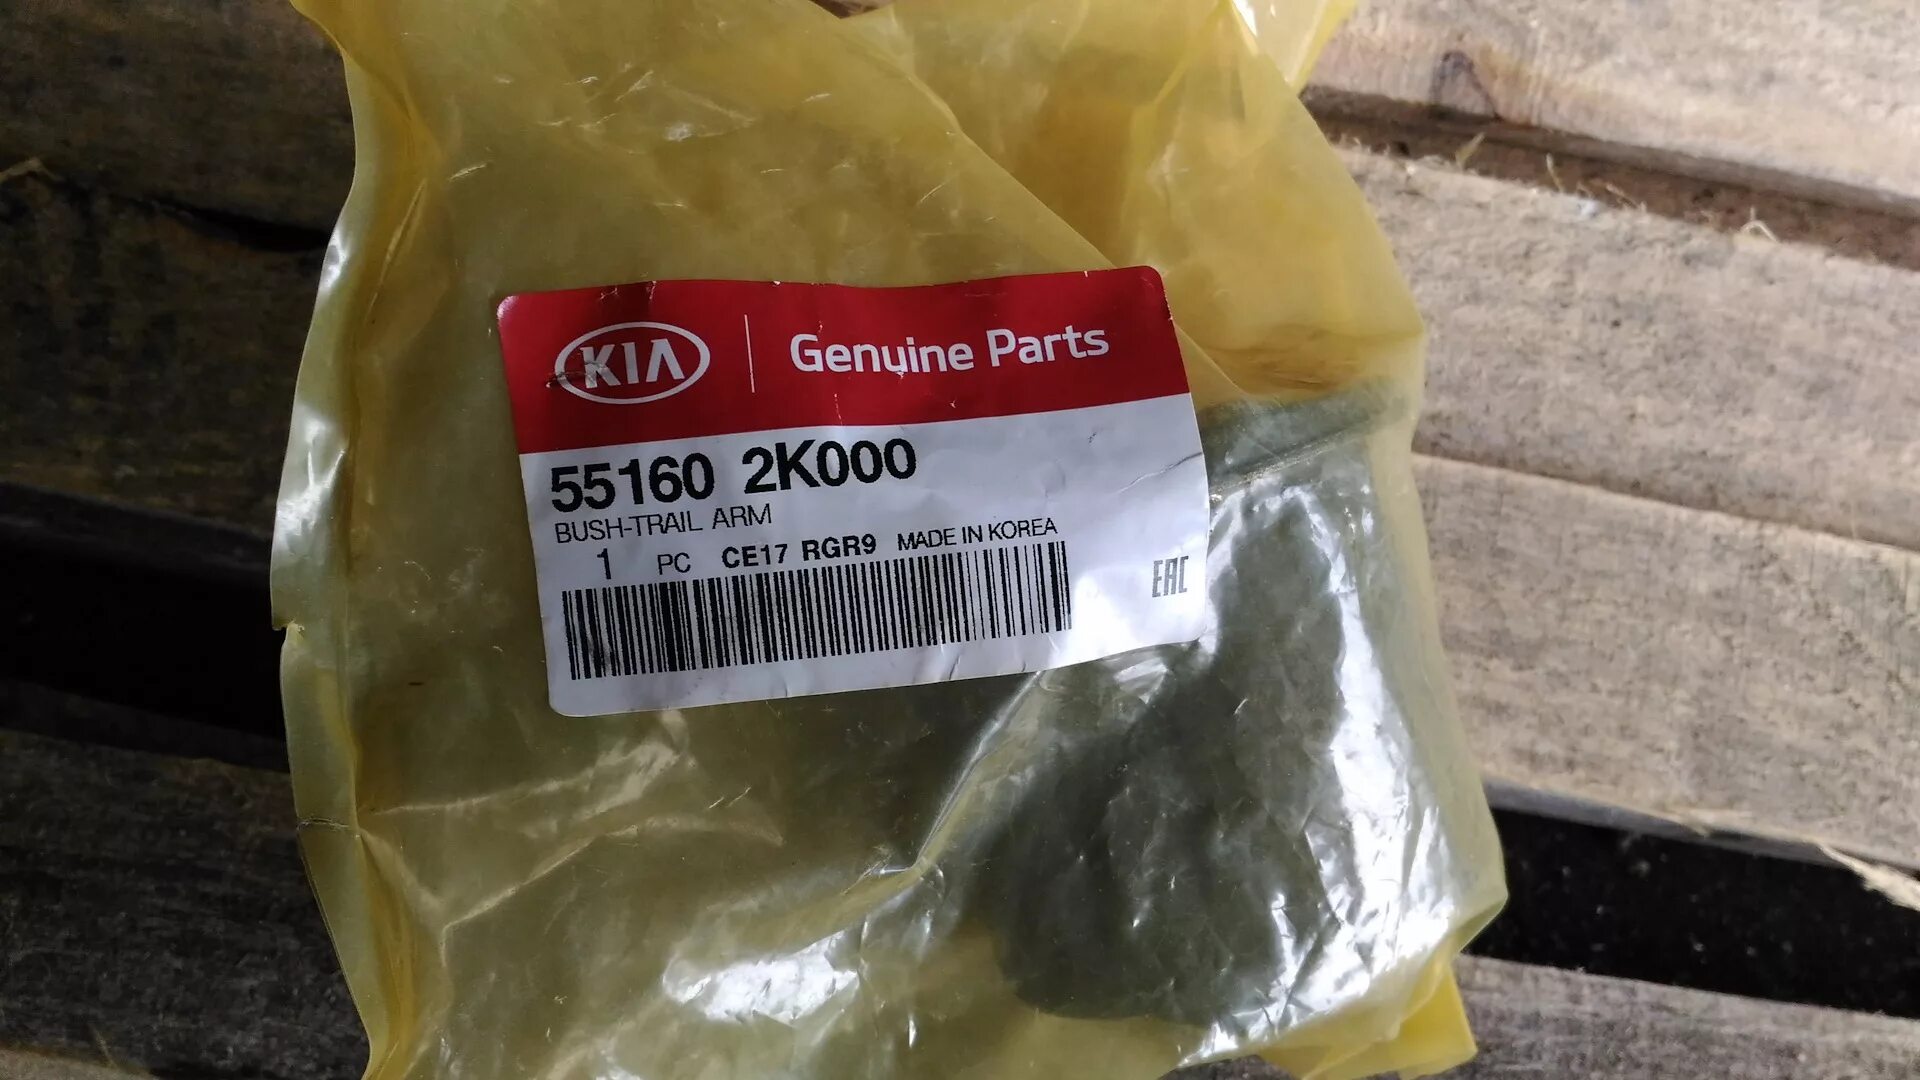 KIA Genuine Parts
55160 2K000
BUSH-TRAIL ARM
1 PC CE17 RGR9 MADE IN KOREA
EAC